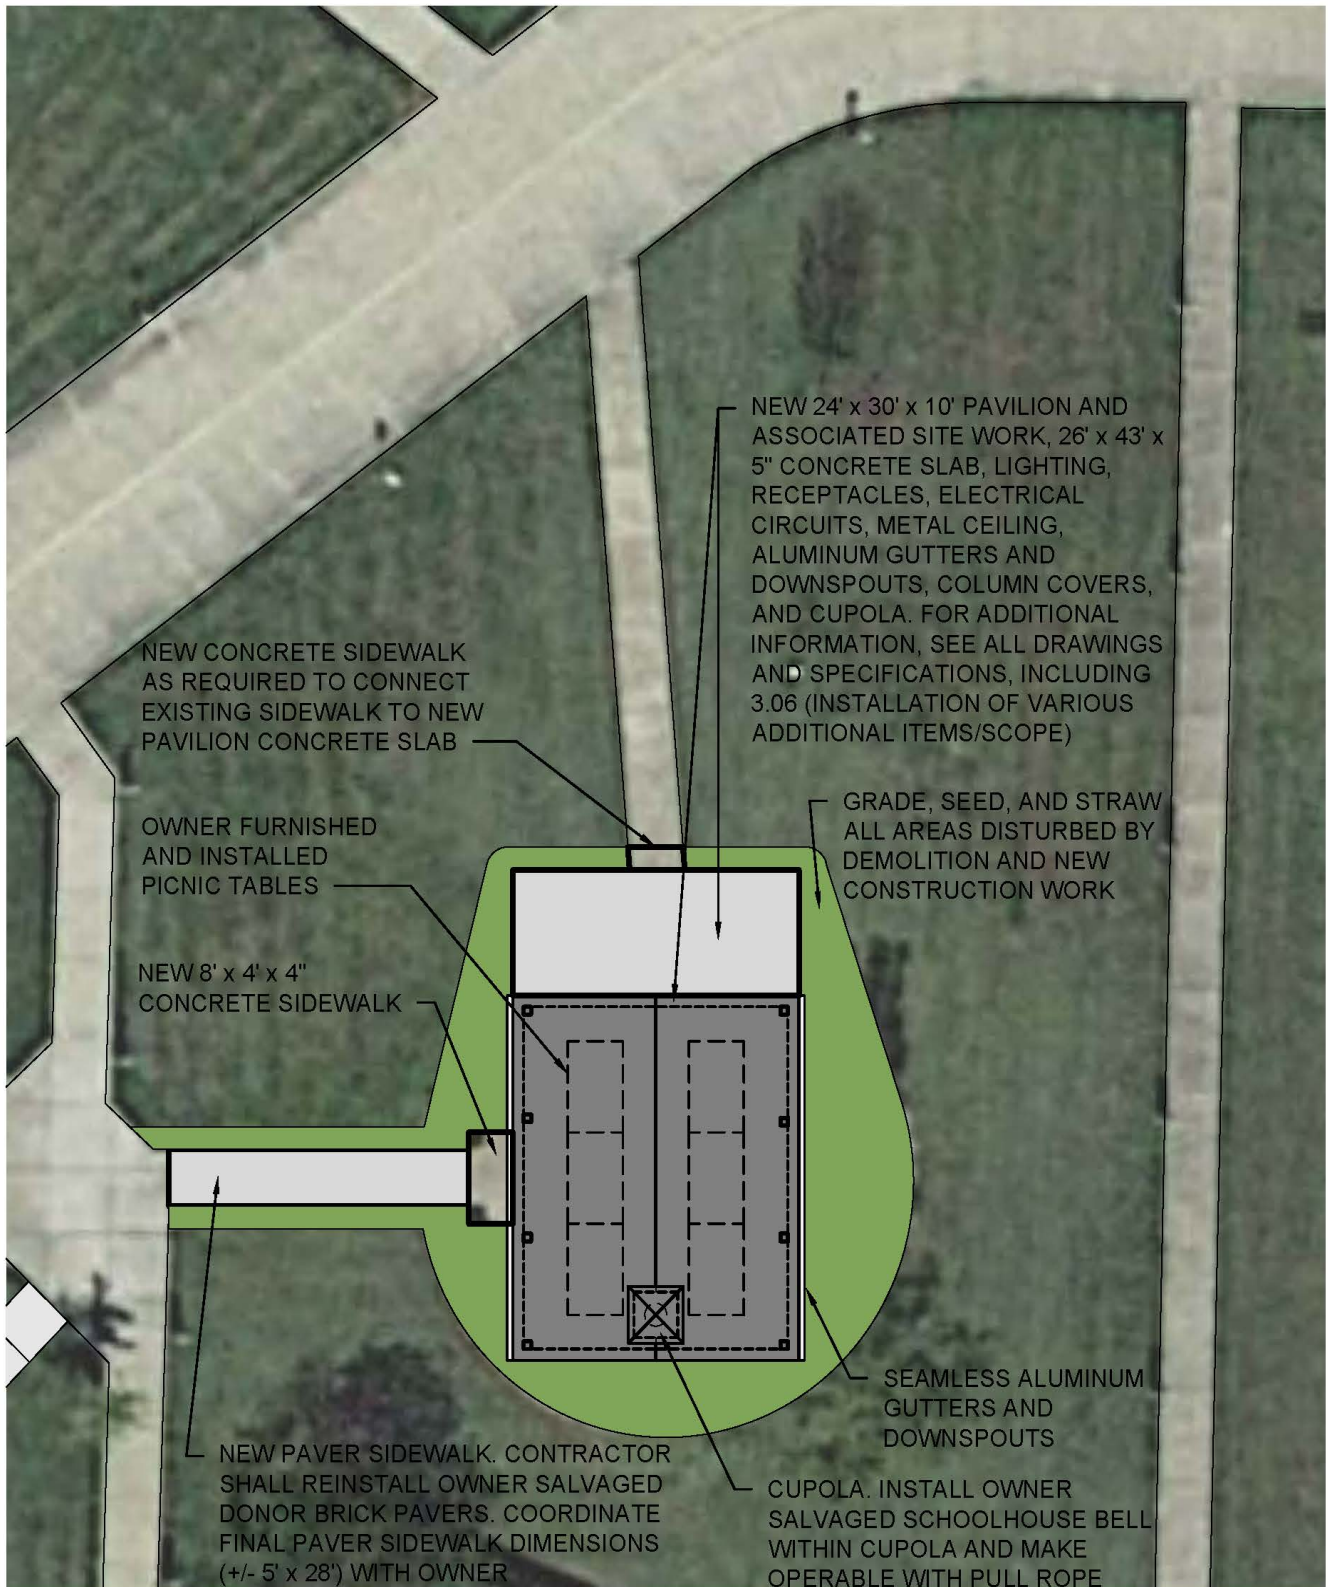 NEW 24' x 30' x 10' PAVILION AND
ASSOCIATED SITE WORK, 26' x 43' x
5" CONCRETE SLAB, LIGHTING,
RECEPTACLES, ELECTRICAL
CIRCUITS, METAL CEILING,
ALUMINUM GUTTERS AND
DOWNSPOUTS, COLUMN COVERS,
AND CUPOLA. FOR ADDITIONAL
INFORMATION, SEE ALL DRAWINGS
AND SPECIFICATIONS, INCLUDING
3.06 (INSTALLATION OF VARIOUS
ADDITIONAL ITEMS/SCOPE)
NEW CONCRETE SIDEWALK
AS REQUIRED TO CONNECT
EXISTING SIDEWALK TO NEW
PAVILION CONCRETE SLAB
GRADE, SEED, AND STRAW
ALL AREAS DISTURBED BY
DEMOLITION AND NEW
CONSTRUCTION WORK
OWNER FURNISHED
AND INSTALLED
PICNIC TABLES
NEW 8' x 4' x 4"
CONCRETE SIDEWALK
SEAMLESS ALUMINUM
GUTTERS AND
DOWNSPOUTS
NEW PAVER SIDEWALK. CONTRACTOR
SHALL REINSTALL OWNER SALVAGED
DONOR BRICK PAVERS. COORDINATE
FINAL PAVER SIDEWALK DIMENSIONS
(+/- 5' x 28') WITH OWNER
CUPOLA. INSTALL OWNER
SALVAGED SCHOOLHOUSE BELL
WITHIN CUPOLA AND MAKE
OPERABLE WITH PULL ROPE